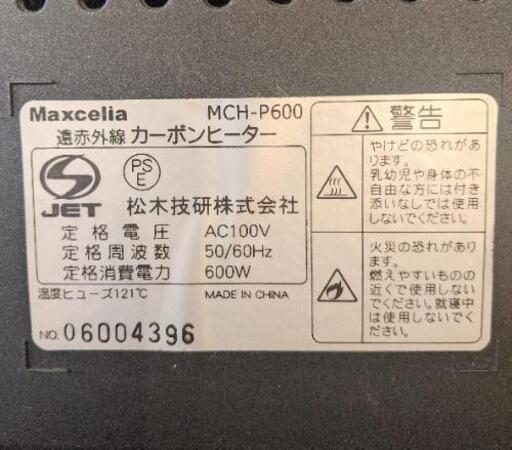 Maxcelia MCH-P600
遠赤外線 カーボンヒーター
PS
E
JET 松木技研株式会社
定格電圧 AC100V
定格周波数 50/60Hz
定格消費電力 600W
温度ヒューズ121℃ MADE IN CHINA
NO. 06004396
警告
やけどの恐れがあ
ります。
乳幼児や身体の不
自由な方には付き
添いなしでは使用
しないでください。
火災の恐れがありま
す。
燃えやすいものの
近くで使用しないで
でください。就寝中
は使用しないでく
ださい。